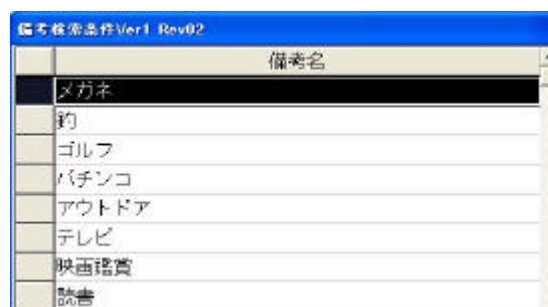 備考検索条件Ver1 Rev02
備考名
メガネ
釣
ゴルフ
パチンコ
アウトドア
テレビ
映画鑑賞
読書